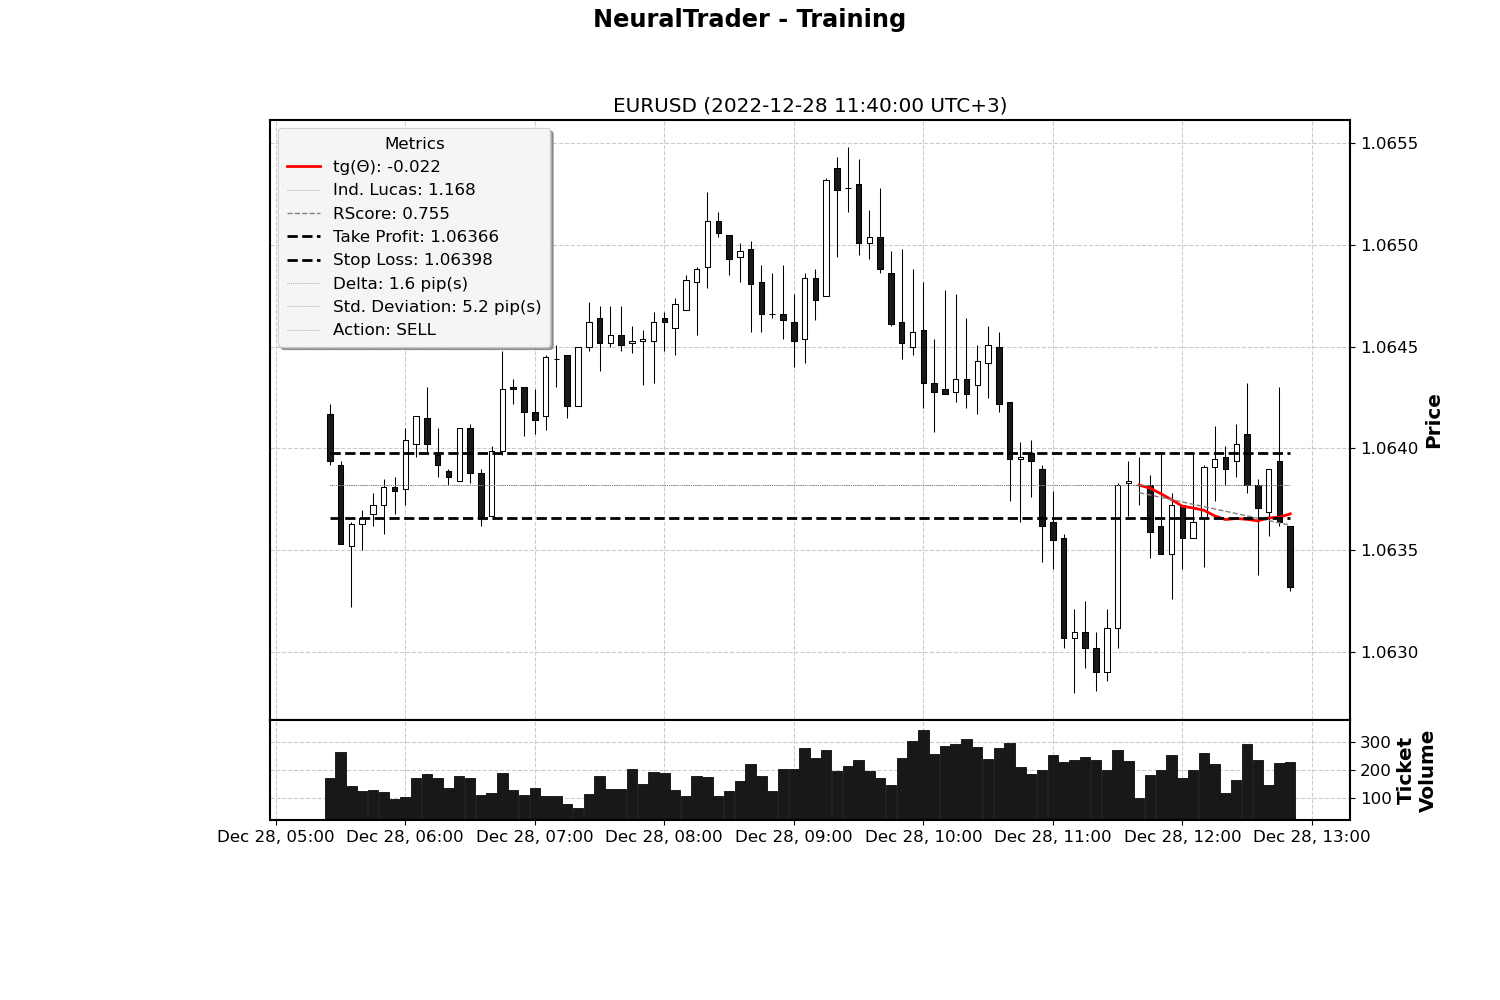 NeuralTrader - Training
EURUSD (2022-12-28 11:40:00 UTC+3)
Metrics
tg(Θ): -0.022
Ind. Lucas: 1.168
RScore: 0.755
Take Profit: 1.06366
Stop Loss: 1.06398
Delta: 1.6 pip(s)
Std. Deviation: 5.2 pip(s)
Action: SELL
1.0655
1.0650
1.0645
1.0640
1.0635
1.0630
Price
300
200
100
Ticket
Volume
Dec 28, 05:00 Dec 28, 06:00 Dec 28, 07:00 Dec 28, 08:00 Dec 28, 09:00 Dec 28, 10:00 Dec 28, 11:00 Dec 28, 12:00 Dec 28, 13:00